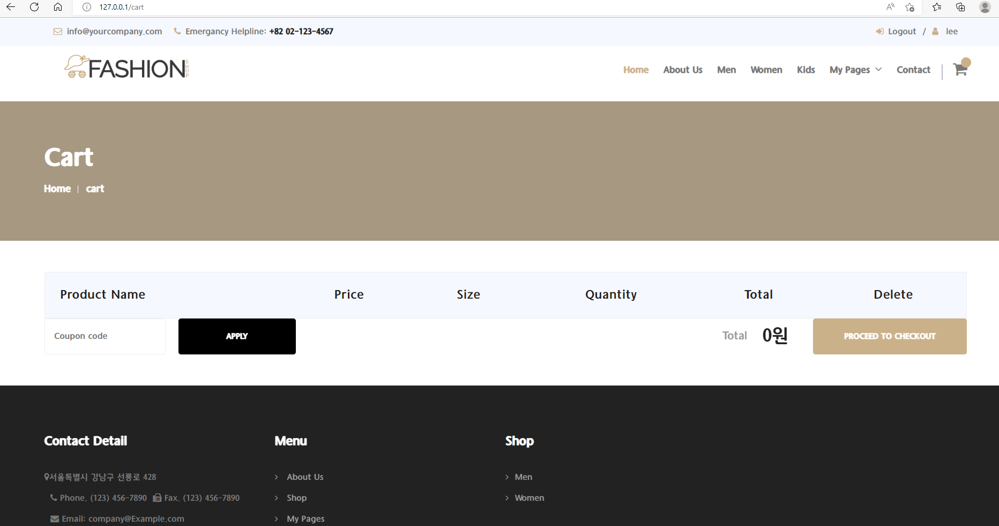 127.0.0.1/cart
info@yourcompany.com Emergancy Helpline: +82 02-123-4567 Logout / lee
FASHION SHOP
Home About Us Men Women Kids My Pages Contact
Cart
Home | cart
Product Name Price Size Quantity Total Delete
Coupon code APPLY Total 0원 PROCEED TO CHECKOUT
Contact Detail Menu Shop
서울특별시 강남구 선릉로 428 About Us Men
Phone. (123) 456-7890 Fax. (123) 456-7890 Shop Women
Email: company@Example.com My Pages